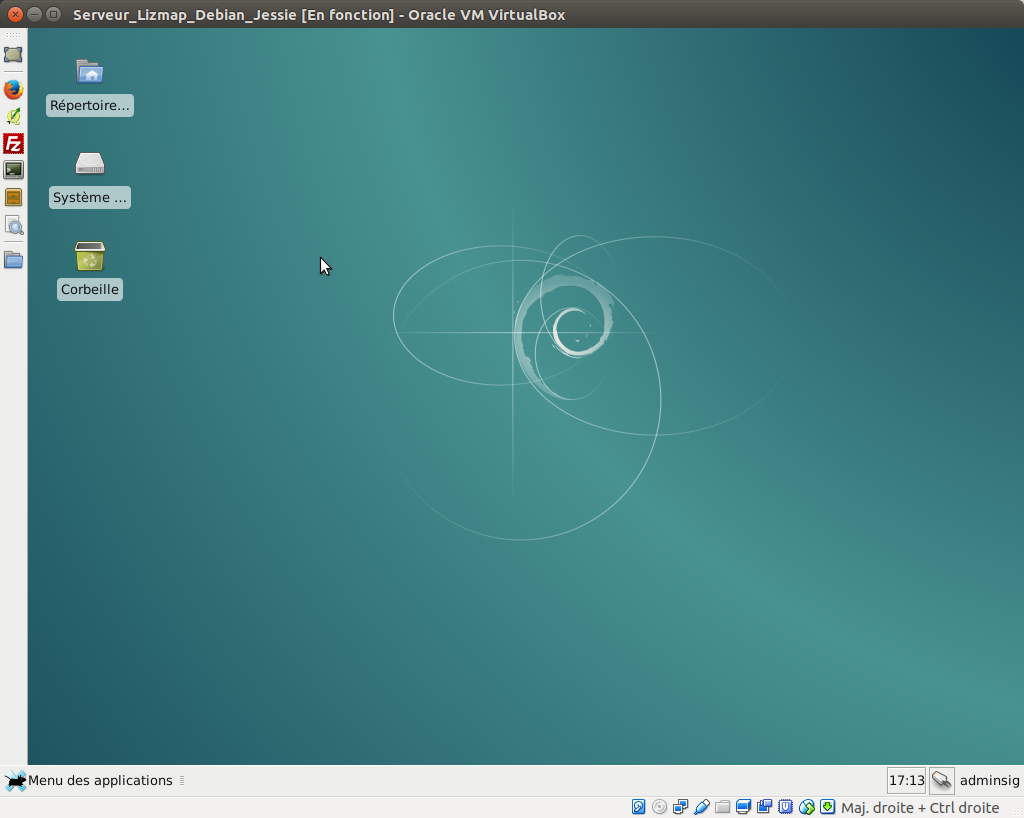 Serveur_Lizmap_Debian_Jessie [En fonction] - Oracle VM VirtualBox
Répertoire...
Système ...
Corbeille
Fz
Menu des applications
17:13
adminsig
Maj. droite + Ctrl droite